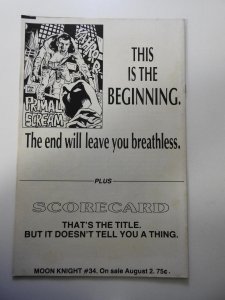 PRIMAL
SCREAM
THIS
IS THE
BEGINNING.
The end will leave you breathless.
PLUS
SCORECARD
THAT'S THE TITLE.
BUT IT DOESN'T TELL YOU A THING.
MOON KNIGHT #34. On sale August 2. 75¢.